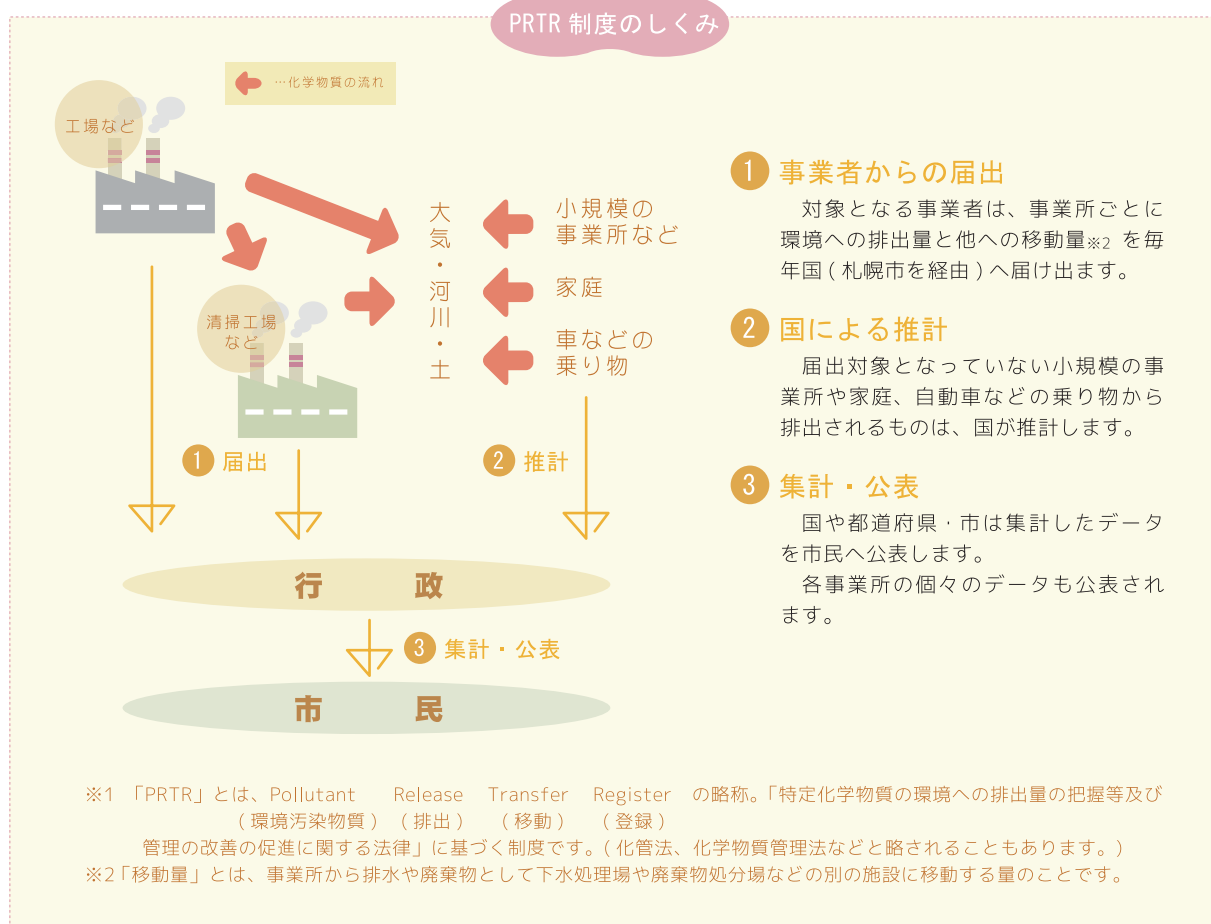 PRTR 制度のしくみ
…化学物質の流れ
工場など
清掃工場
など
大気・河川・土
小規模の
事業所など
家庭
車などの
乗り物
1 届出
2 推計
行 政
3 集計・公表
市 民
1 事業者からの届出
対象となる事業者は、事業所ごとに
環境への排出量と他への移動量※2 を毎
年国 ( 札幌市を経由 ) へ届け出ます。
2 国による推計
届出対象となっていない小規模の事
業所や家庭、自動車などの乗り物から
排出されるものは、国が推計します。
3 集計・公表
国や都道府県・市は集計したデータ
を市民へ公表します。
各事業所の個々のデータも公表され
ます。
※1 「PRTR」とは、Pollutant Release Transfer Register の略称。「特定化学物質の環境への排出量の把握等及び
( 環境汚染物質 ) ( 排出 ) ( 移動 ) ( 登録 )
管理の改善の促進に関する法律」に基づく制度です。( 化管法、化学物質管理法などと略されることもあります。)
※2「移動量」とは、事業所から排水や廃棄物として下水処理場や廃棄物処分場などの別の施設に移動する量のことです。